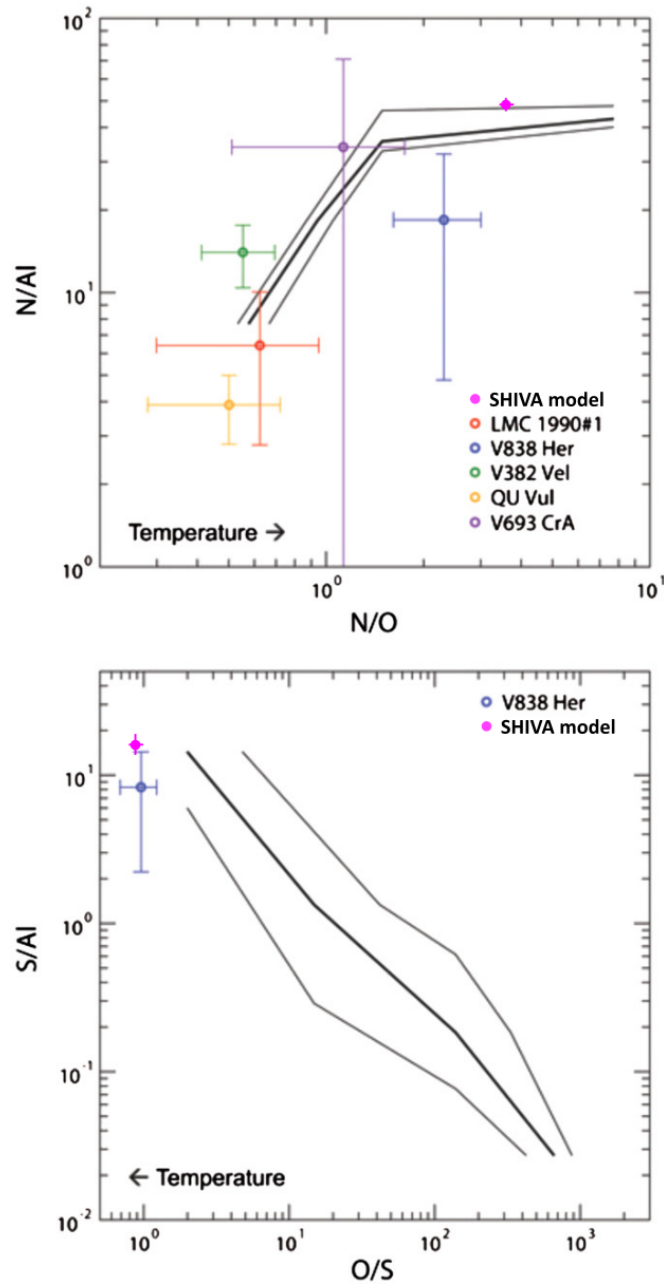 10²
N/Al
10¹
SHIVA model
LMC 1990#1
V838 Her
V382 Vel
QU Vul
V693 CrA
Temperature →
10⁰
10⁰
10¹
N/O
V838 Her
SHIVA model
10¹
S/Al
10⁰
10⁻¹
← Temperature
10⁻²
10⁰
10¹
10²
10³
O/S